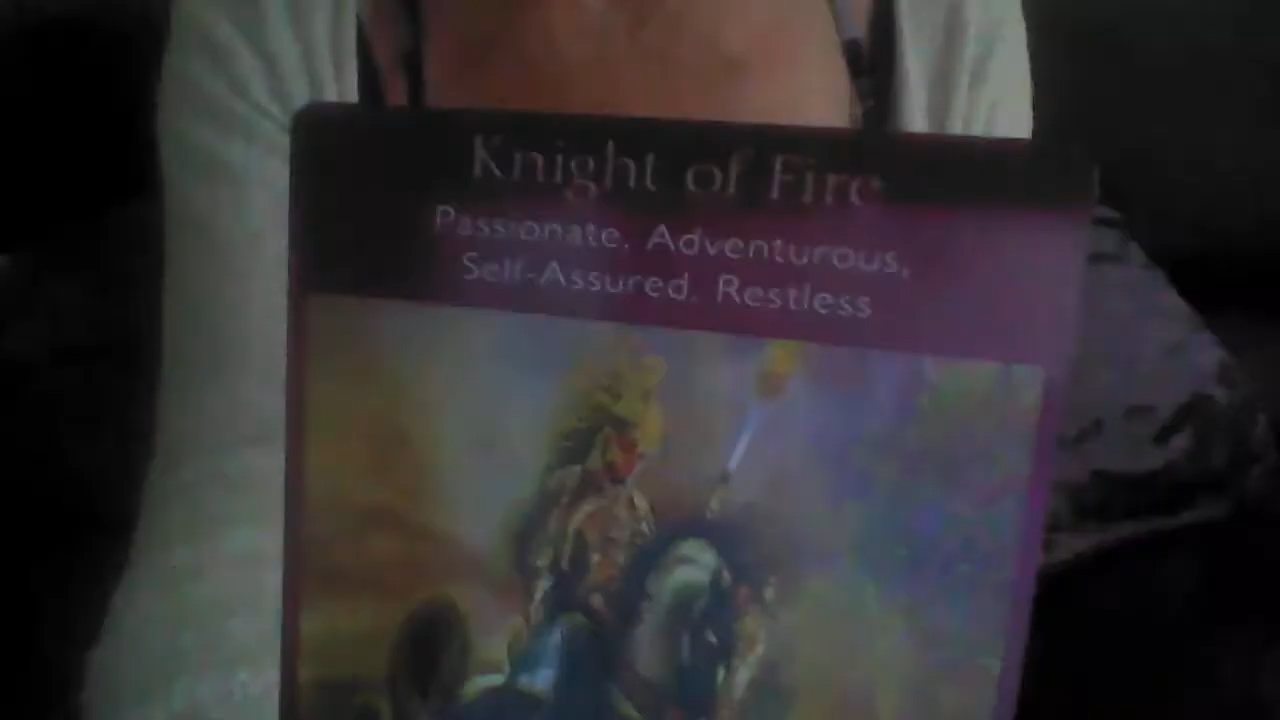 Knight of Fire
Passionate, Adventurous,
Self-Assured, Restless